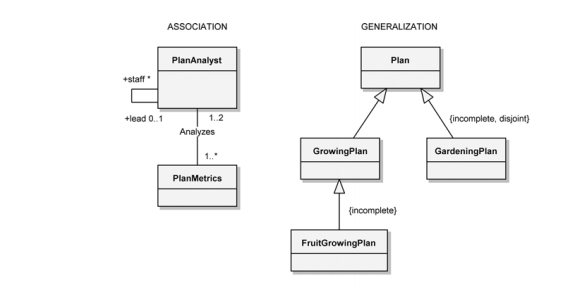 ASSOCIATION
GENERALIZATION
PlanAnalyst
Plan
+staff *
+lead 0..1
1..2
Analyzes
1..*
PlanMetrics
{incomplete, disjoint}
GrowingPlan
GardeningPlan
{incomplete}
FruitGrowingPlan